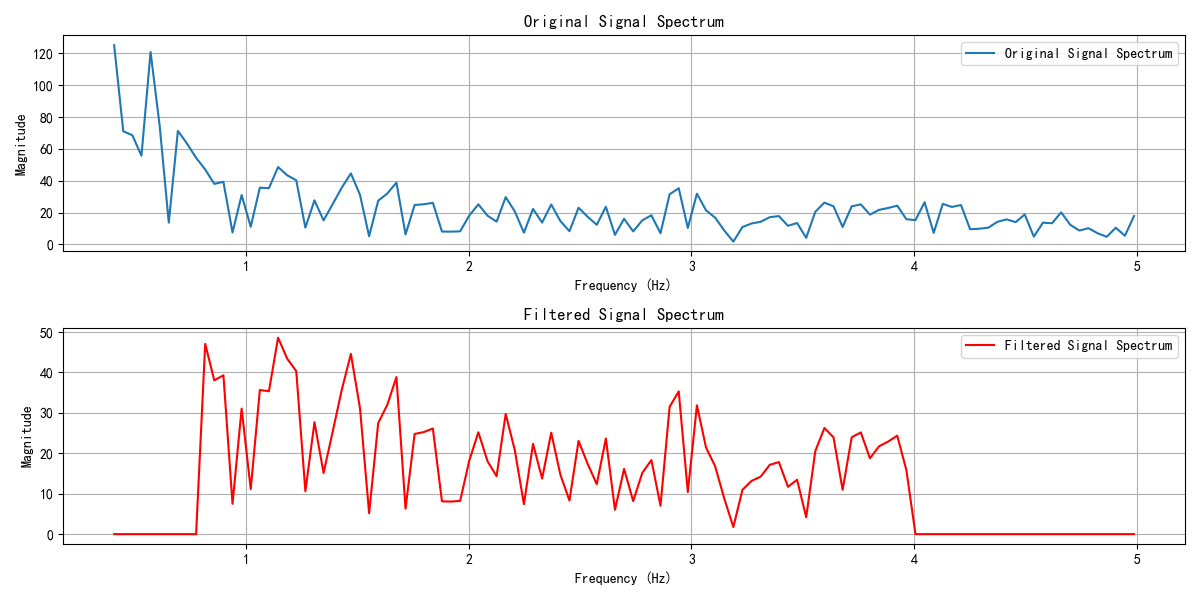 Original Signal Spectrum
Original Signal Spectrum
Magnitude
120
100
80
60
40
20
0
1 2 3 4 5
Frequency (Hz)
Filtered Signal Spectrum
Filtered Signal Spectrum
Magnitude
50
40
30
20
10
0
1 2 3 4 5
Frequency (Hz)